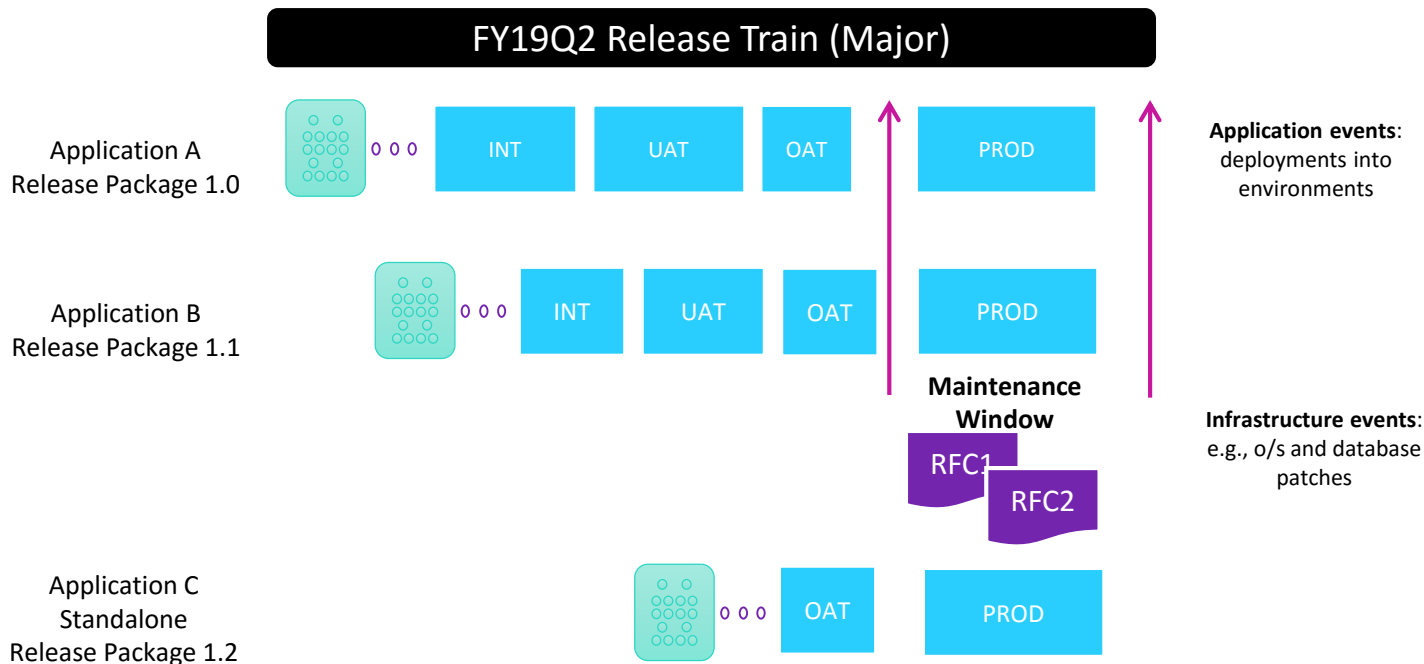 FY19Q2 Release Train (Major)
Application A
Release Package 1.0
INT
UAT
OAT
PROD
Application events:
deployments into
environments
Application B
Release Package 1.1
INT
UAT
OAT
PROD
Maintenance
Window
RFC1
RFC2
Infrastructure events:
e.g., o/s and database
patches
Application C
Standalone
Release Package 1.2
OAT
PROD